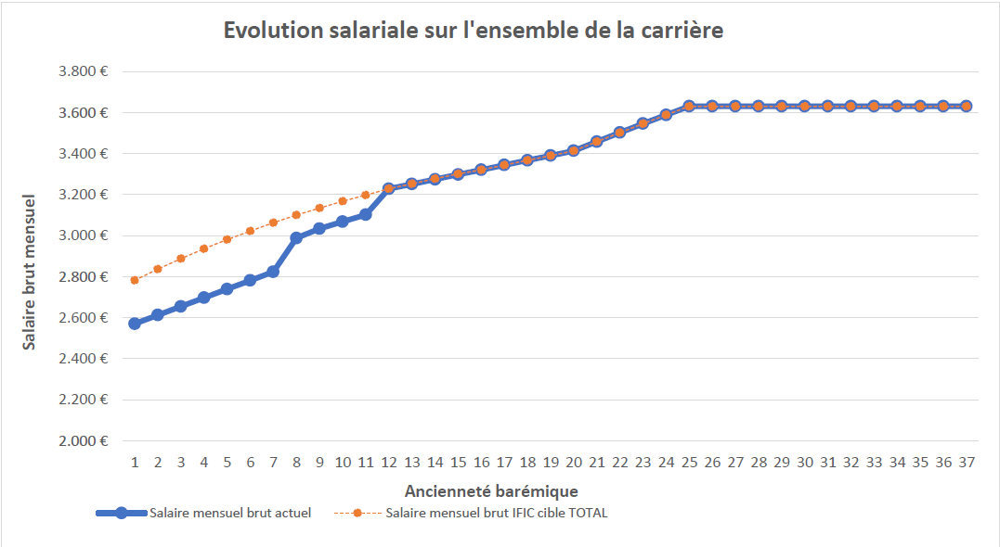 Evolution salariale sur l'ensemble de la carrière
3.800 €
3.600 €
3.400 €
3.200 €
3.000 €
2.800 €
2.600 €
2.400 €
2.200 €
2.000 €
Salaire brut mensuel
1 2 3 4 5 6 7 8 9 10 11 12 13 14 15 16 17 18 19 20 21 22 23 24 25 26 27 28 29 30 31 32 33 34 35 36 37
Ancienneté barémique
Salaire mensuel brut actuel
Salaire mensuel brut IFIC cible TOTAL